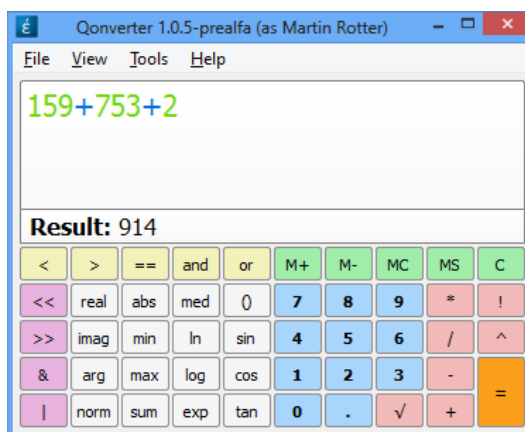 é Qonverter 1.0.5-prealfa (as Martin Rotter)
File View Tools Help
159+753+2
Result: 914
< > == and or M+ M- MC MS C
<< real abs med () 7 8 9 * !
>> imag min ln sin 4 5 6 / ^
& arg max log cos 1 2 3 - =
| norm sum exp tan 0 . √ +